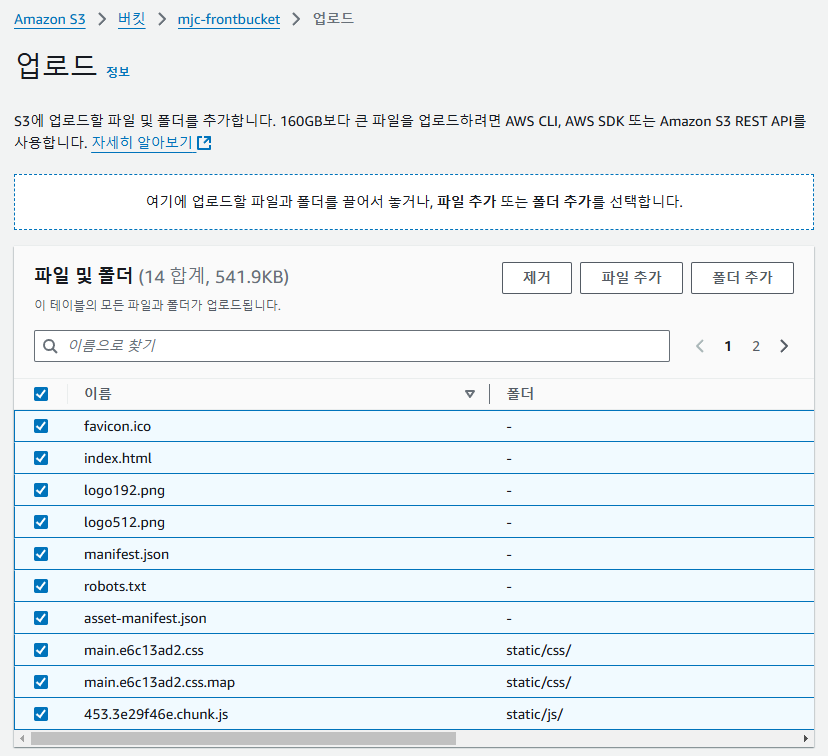 Amazon S3 > 버킷 > mjc-frontbucket > 업로드
업로드 정보
S3에 업로드할 파일 및 폴더를 추가합니다. 160GB보다 큰 파일을 업로드하려면 AWS CLI, AWS SDK 또는 Amazon S3 REST API를
사용합니다. 자세히 알아보기
여기에 업로드할 파일과 폴더를 끌어서 놓거나, 파일 추가 또는 폴더 추가를 선택합니다.
파일 및 폴더 (14 합계, 541.9KB) 제거 파일 추가 폴더 추가
이 테이블의 모든 파일과 폴더가 업로드됩니다.
이름으로 찾기 < 1 2 >
이름 폴더
favicon.ico -
index.html -
logo192.png -
logo512.png -
manifest.json -
robots.txt -
asset-manifest.json -
main.e6c13ad2.css static/css/
main.e6c13ad2.css.map static/css/
453.3e29f46e.chunk.js static/js/